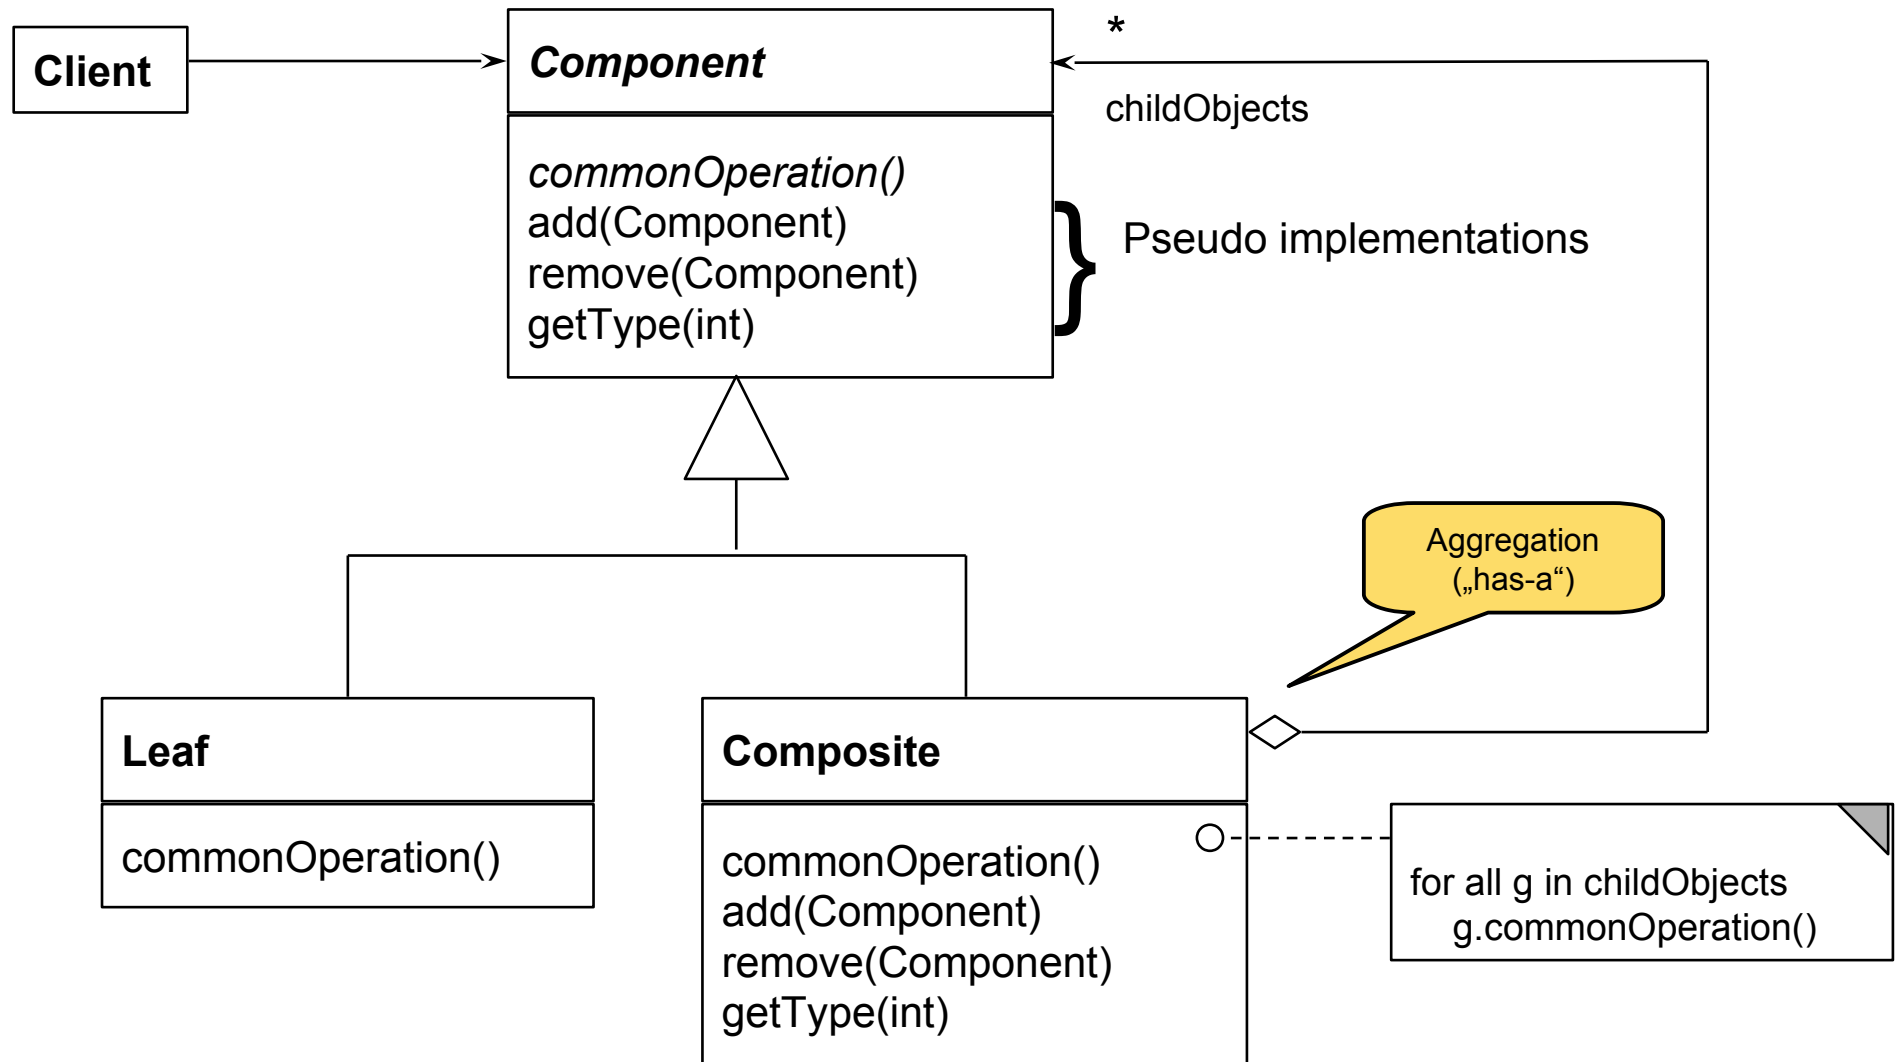 Client
Component
*
childObjects
commonOperation()
add(Component)
remove(Component)
getType(int)
}
Pseudo implementations
Aggregation
(„has-a“)
Leaf
commonOperation()
Composite
commonOperation()
add(Component)
remove(Component)
getType(int)
for all g in childObjects
g.commonOperation()